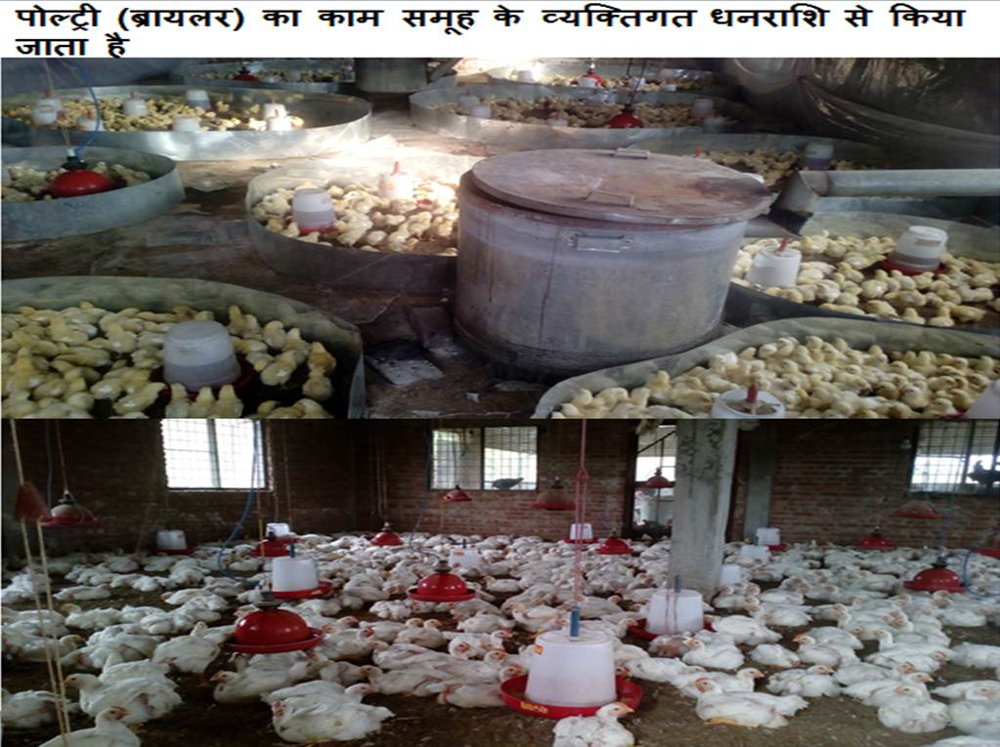 पोल्ट्री (ब्रायलर) का काम समूह के व्यक्तिगत धनराशि से किया
जाता है